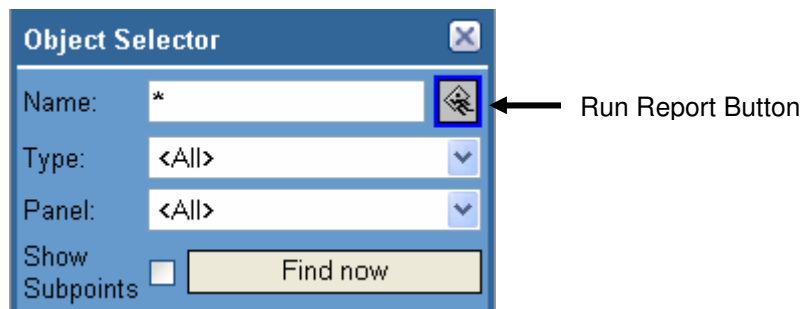 Object Selector
Name: * Run Report Button
Type: <All>
Panel: <All>
Show
Subpoints Find now